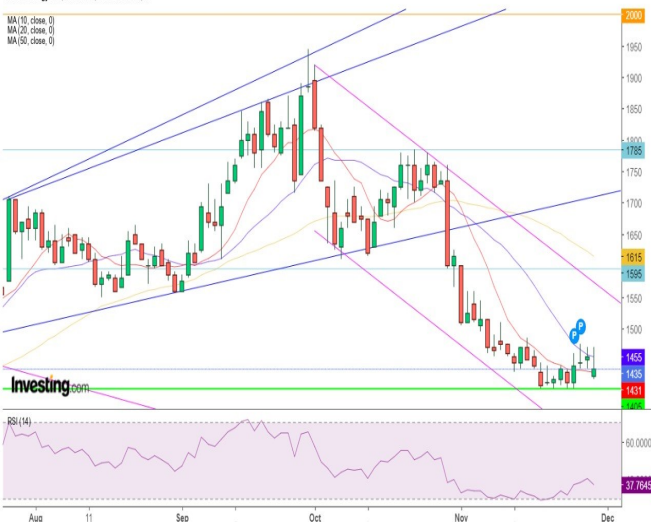 MA (10, close, 0)
MA (20, close, 0)
MA (50, close, 0)
2000
1950
1900
1850
1800
1785
1750
1700
1650
1615
1595
1550
1500
1455
1435
1431
1405
P
P
Investing.com
RSI (14)
60.0000
37.7645
Aug
11
Sep
Oct
Nov
Dec